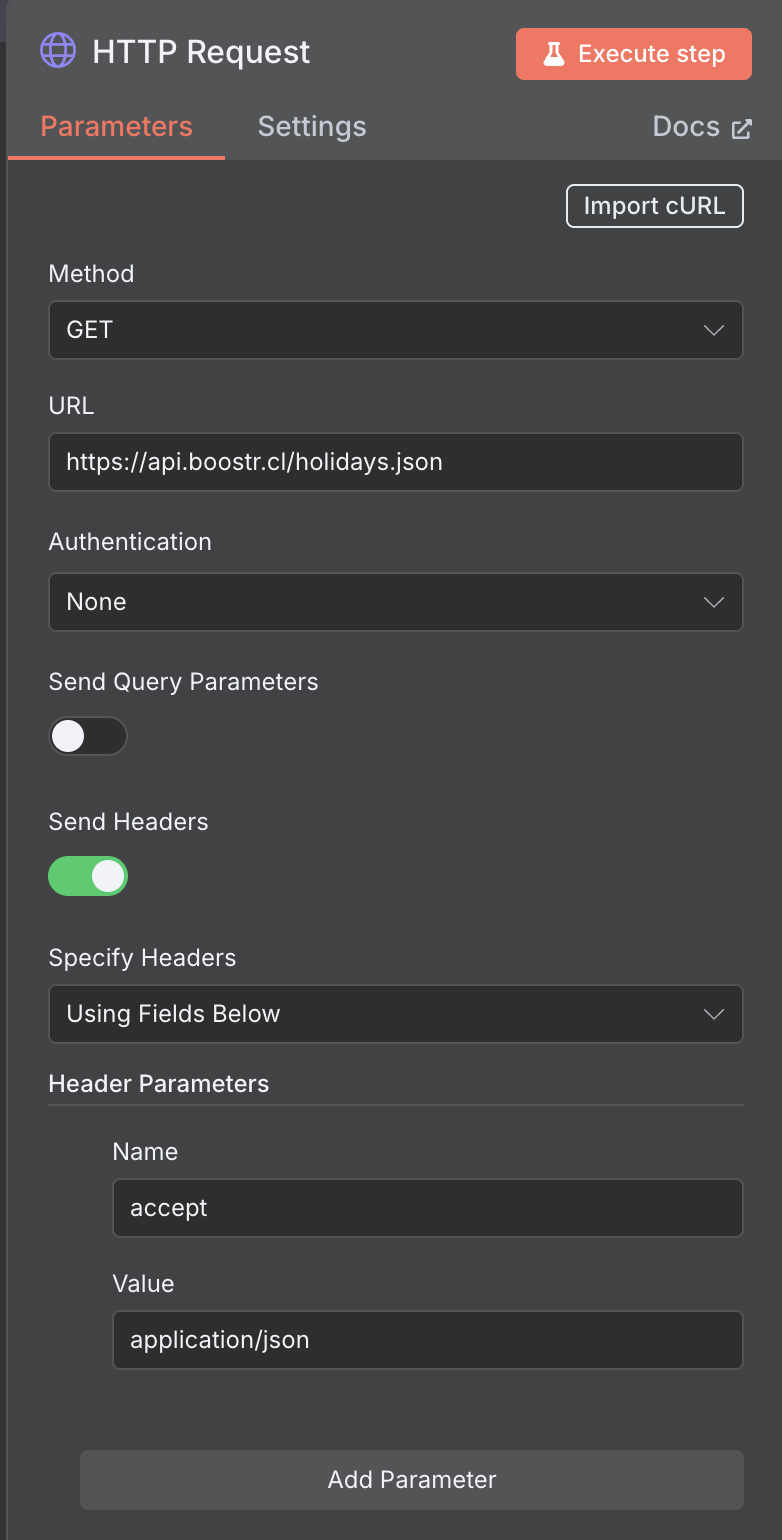 HTTP Request
Execute step
Parameters
Settings
Docs
Import cURL
Method
GET
URL
https://api.boostr.cl/holidays.json
Authentication
None
Send Query Parameters
Send Headers
Specify Headers
Using Fields Below
Header Parameters
Name
accept
Value
application/json
Add Parameter